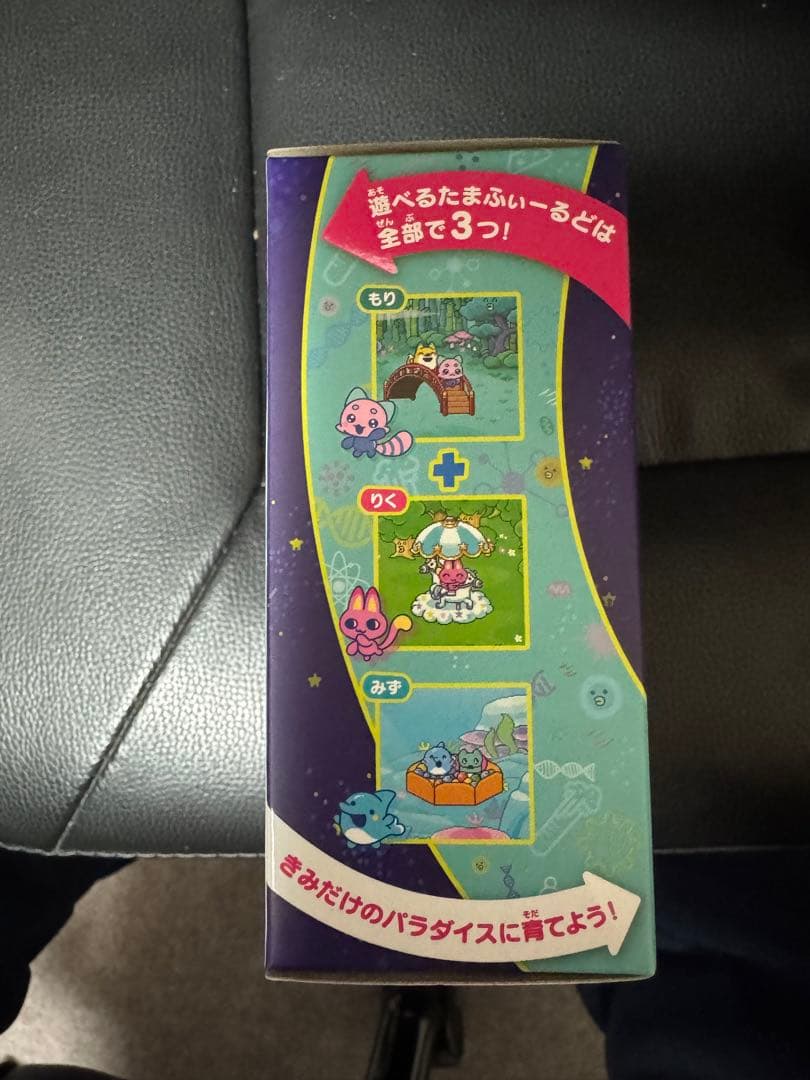 遊べるたまふぃーるどは
全部で3つ!
もり
りく
みず
きみだけのパラダイスに育てよう!